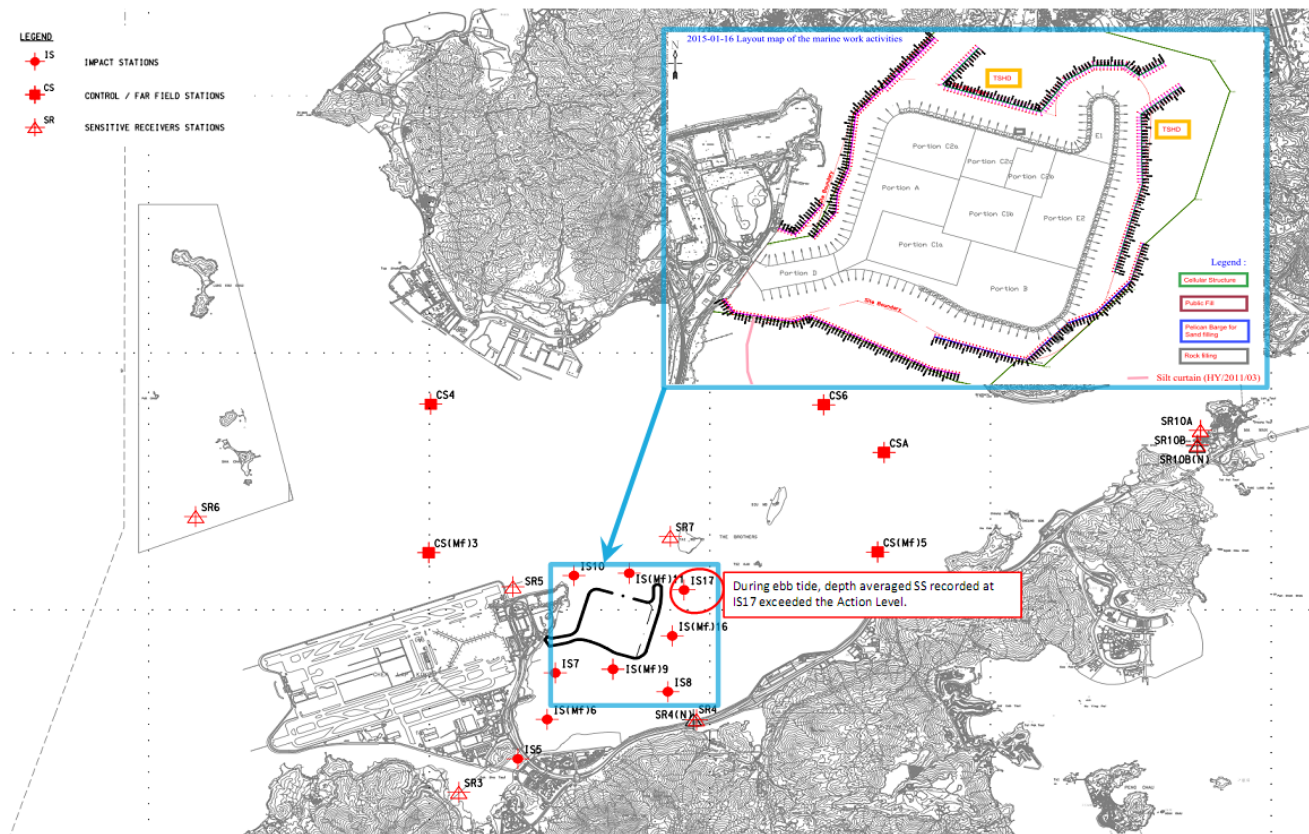 LEGEND
IS
IMPACT STATIONS
CS
CONTROL / FAR FIELD STATIONS
SR
SENSITIVE RECEIVERS STATIONS
2015-01-16 Layout map of the marine work activities
N
TSHD
TSHD
E1
Portion C2a
Portion C2c
Portion C2b
Portion A
Portion C1b
Portion E2
Portion C1a
Portion D
Portion B
Site Boundary
Legend :
Cellular Structure
Public Fill
Pelican Barge for
Sand filling
Rock filling
Silt curtain (HY/2011/03)
CS4
CS6
CSA
SR10A
SR10B
SR10B(N)
SR6
SR7
THE BROTHERS
CS(Mf)3
CS(Mf)5
IS10
IS(Mf)11
IS17
SR5
During ebb tide, depth averaged SS recorded at
IS17 exceeded the Action Level.
IS(Mf)16
IS7
IS(Mf)9
IS8
IS(Mf)6
SR4(N)
SR4
IS5
SR3
PENG CHAU